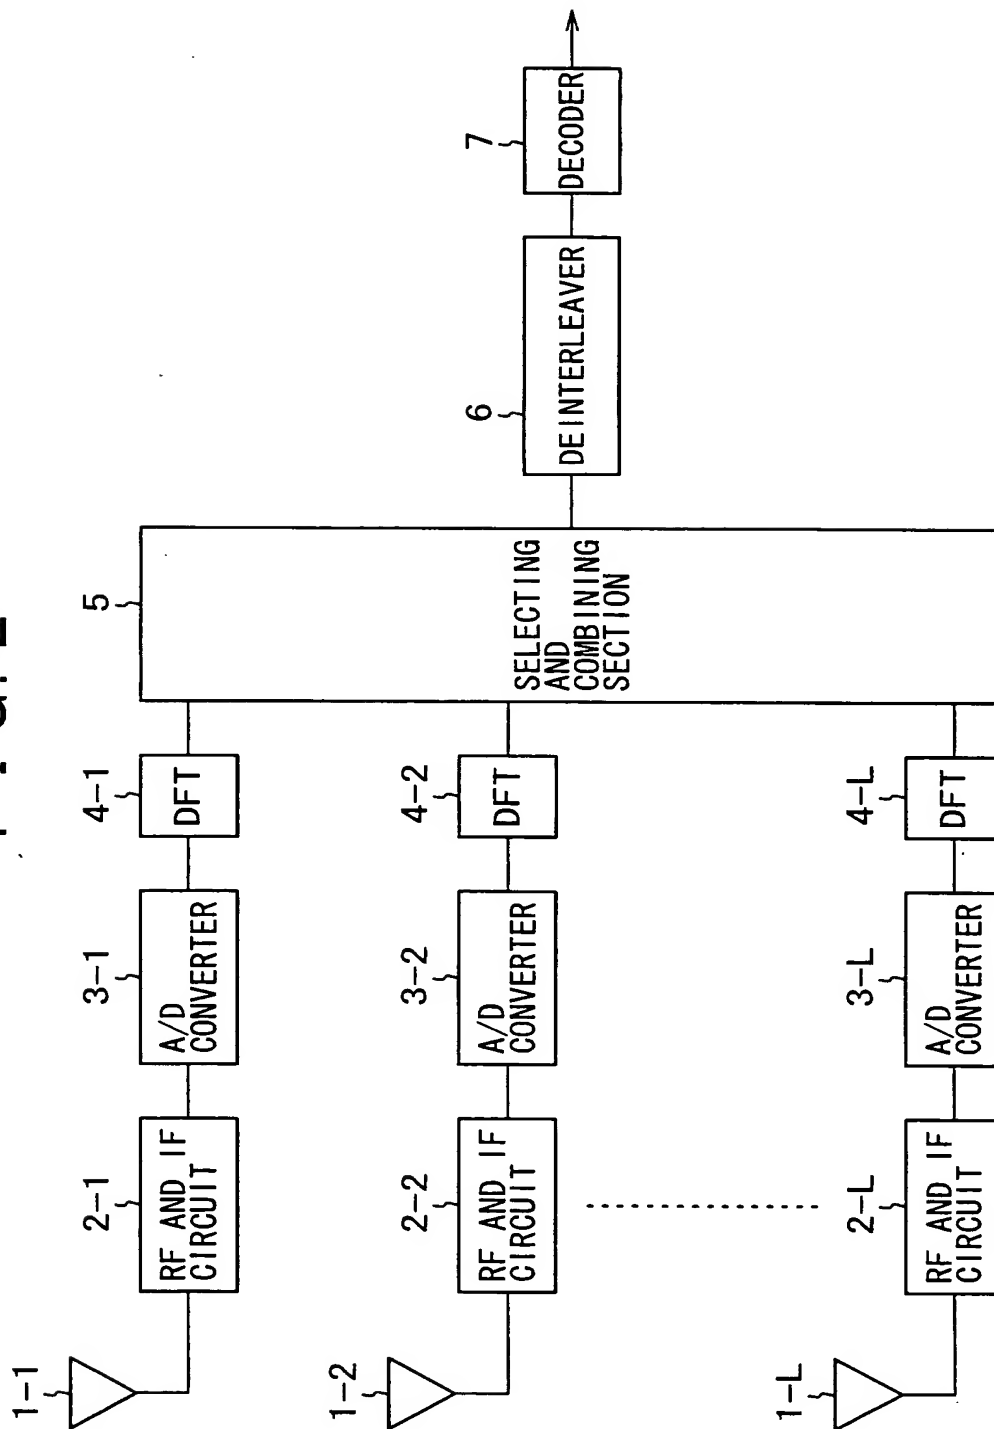 1-1
2-1
RF AND IF
CIRCUIT
3-1
A/D
CONVERTER
4-1
DFT
5
SELECTING
AND
COMBINING
SECTION
6
DEINTERLEAVER
7
DECODER
1-2
2-2
RF AND IF
CIRCUIT
3-2
A/D
CONVERTER
4-2
DFT
1-L
2-L
RF AND IF
CIRCUIT
3-L
A/D
CONVERTER
4-L
DFT